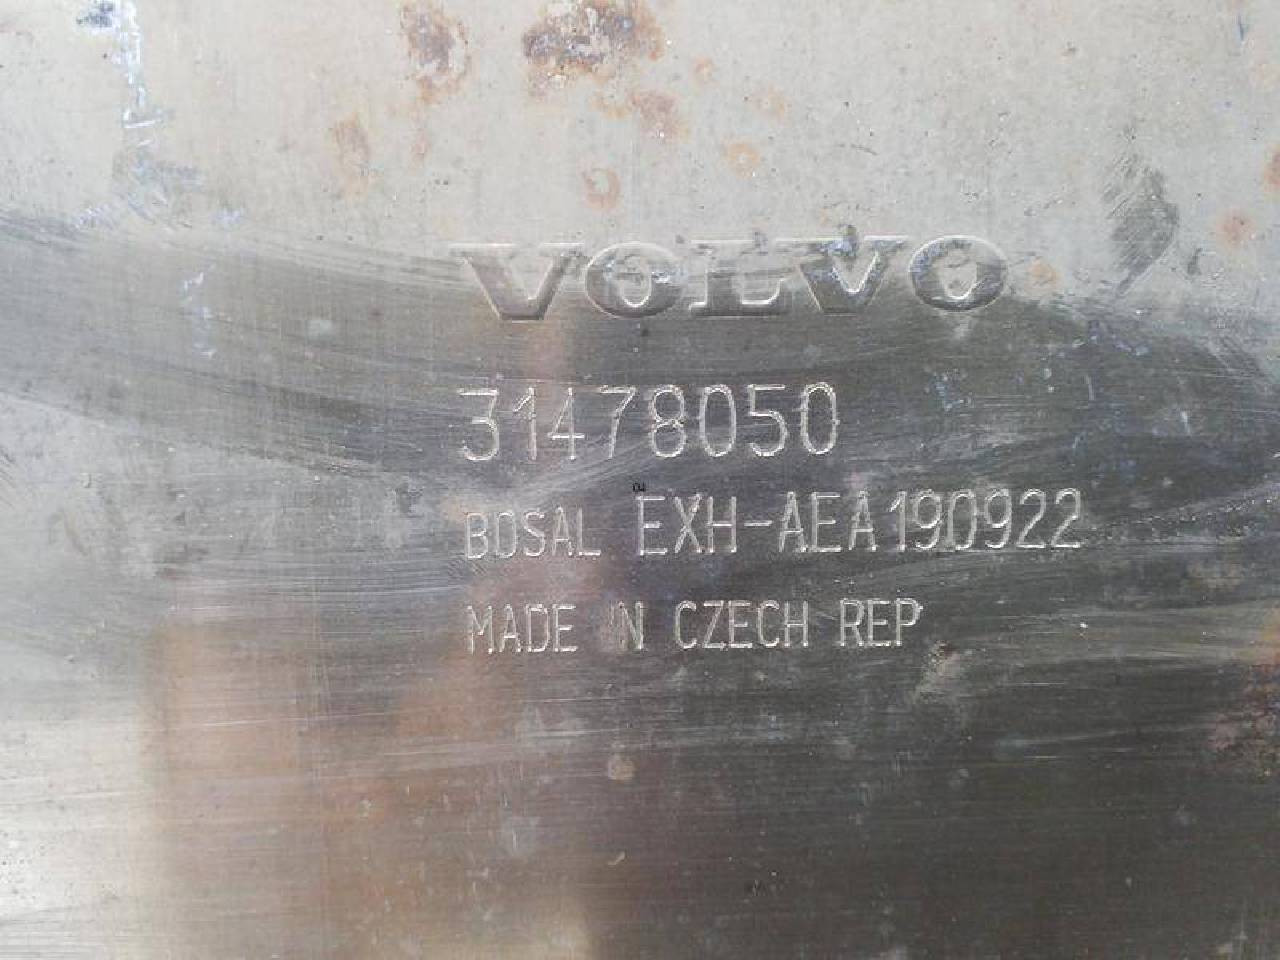 VOLVO
31478050
BOSAL EXH-AEA190922
MADE IN CZECH REP